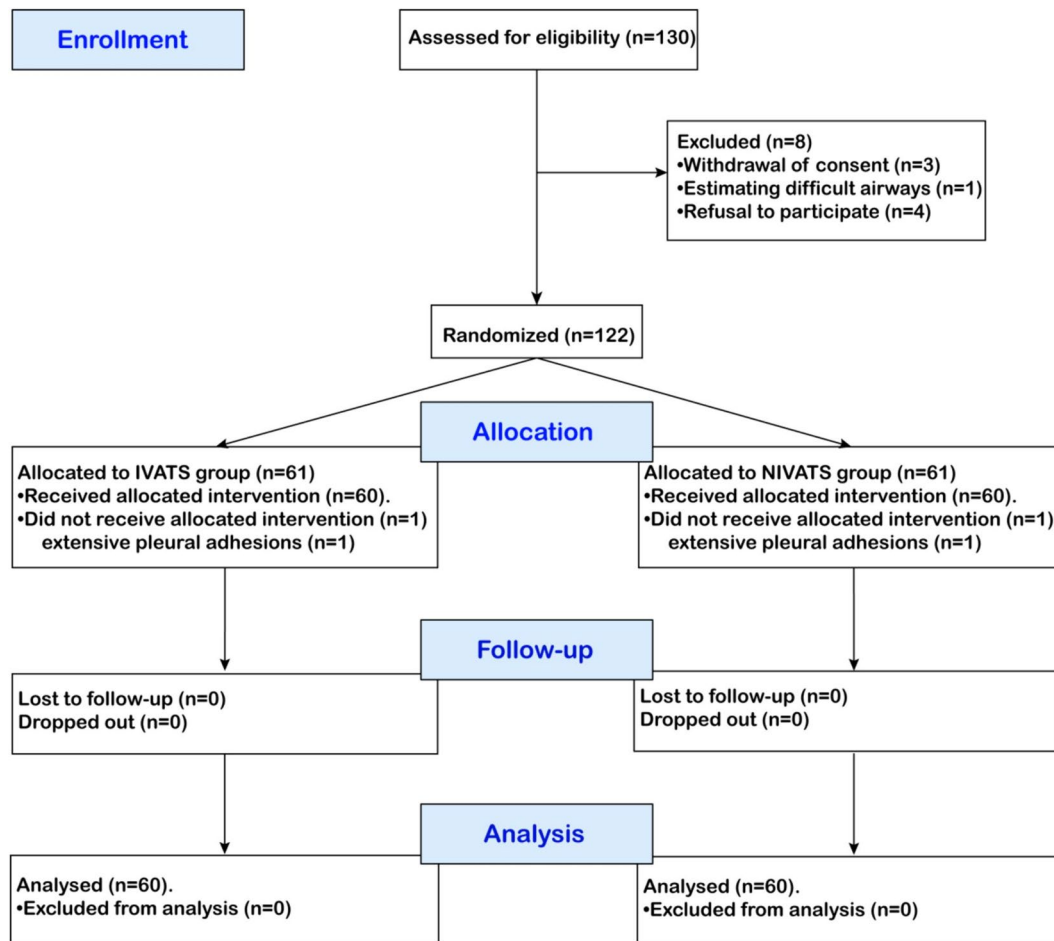 Enrollment
Assessed for eligibility (n=130)
Excluded (n=8)
•Withdrawal of consent (n=3)
•Estimating difficult airways (n=1)
•Refusal to participate (n=4)
Randomized (n=122)
Allocation
Allocated to IVATS group (n=61)
•Received allocated intervention (n=60).
•Did not receive allocated intervention (n=1)
extensive pleural adhesions (n=1)
Allocated to NIVATS group (n=61)
•Received allocated intervention (n=60).
•Did not receive allocated intervention (n=1)
extensive pleural adhesions (n=1)
Follow-up
Lost to follow-up (n=0)
Dropped out (n=0)
Lost to follow-up (n=0)
Dropped out (n=0)
Analysis
Analysed (n=60).
•Excluded from analysis (n=0)
Analysed (n=60).
•Excluded from analysis (n=0)